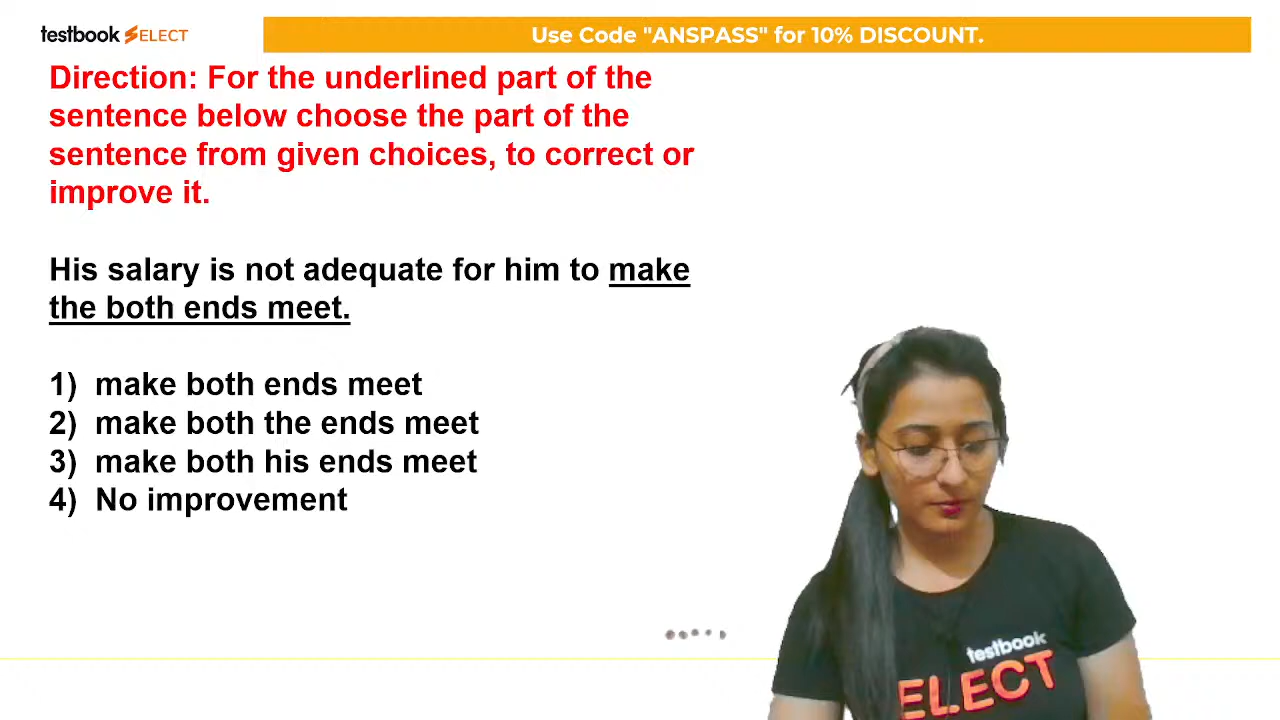 testbook SELECT
Use Code "ANSPASS" for 10% DISCOUNT.
Direction: For the underlined part of the
sentence below choose the part of the
sentence from given choices, to correct or
improve it.
His salary is not adequate for him to make
the both ends meet.
1) make both ends meet
2) make both the ends meet
3) make both his ends meet
4) No improvement
testbook
SELECT